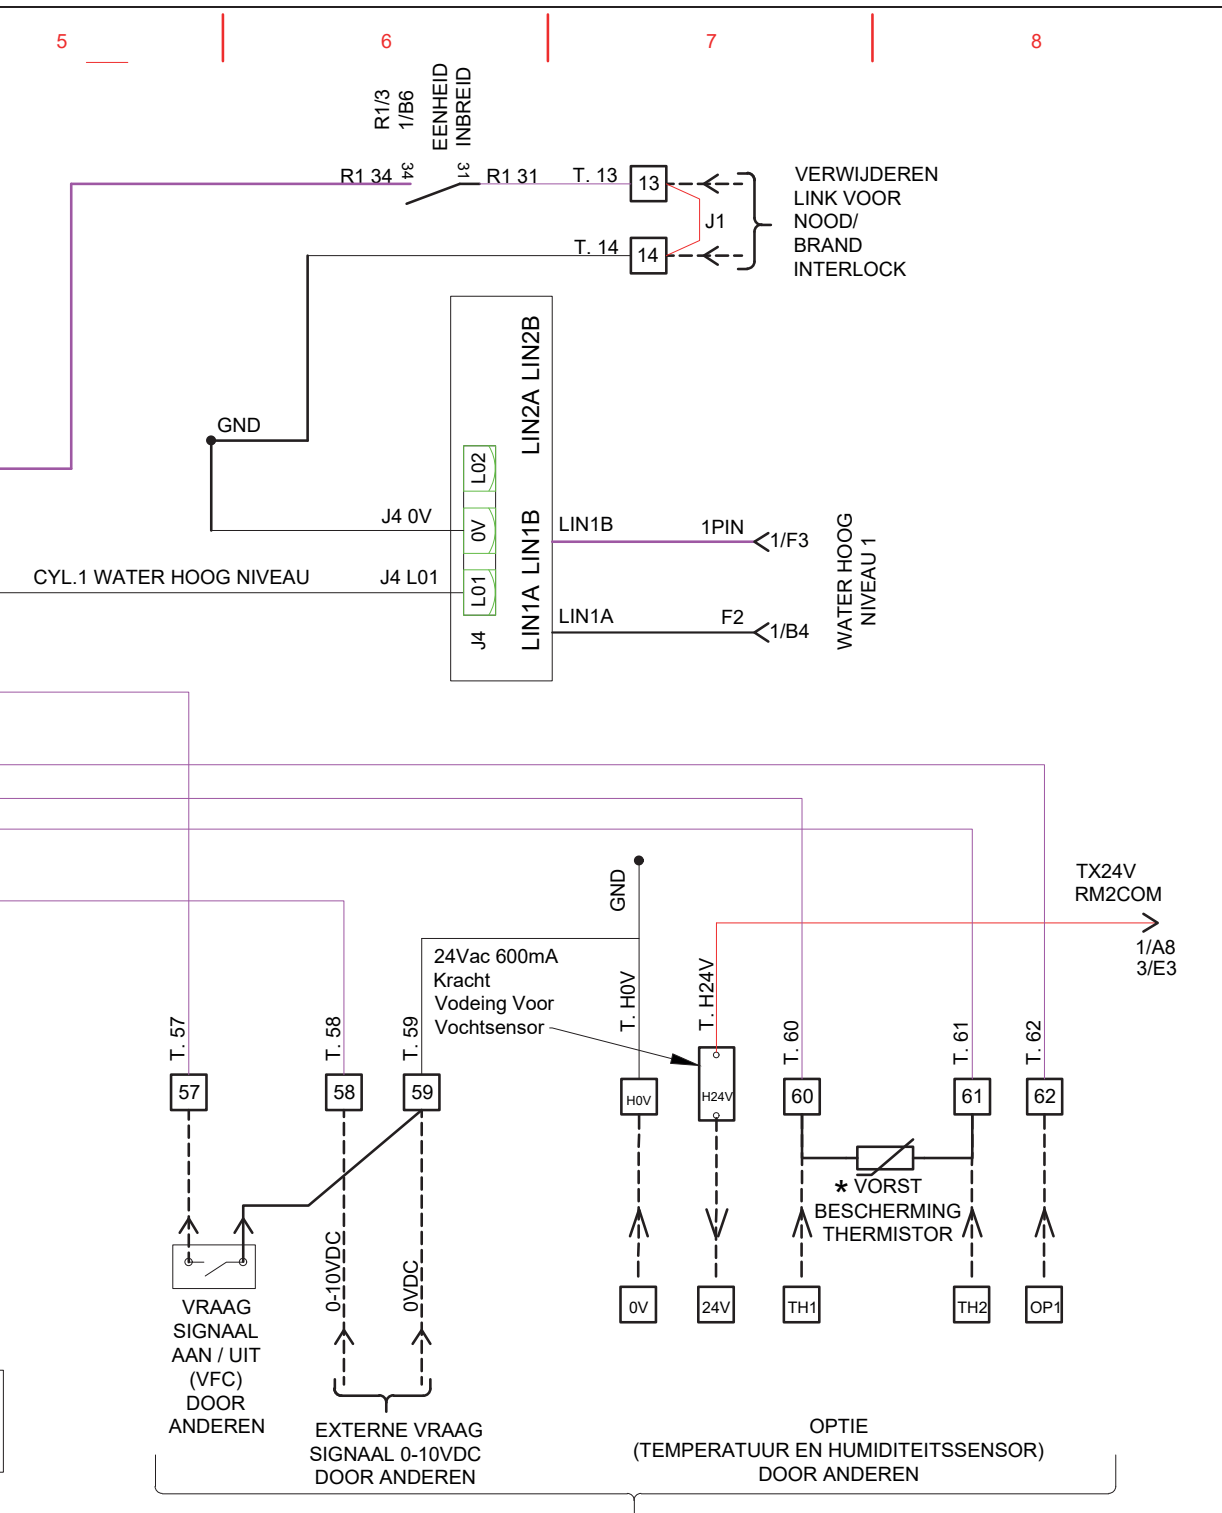 5
6
7
8
R1/3
1/B6
EENHEID
INBREID
34
31
R1 34
R1 31
T. 13
13
J1
T. 14
14
VERWIJDEREN
LINK VOOR
NOOD/
BRAND
INTERLOCK
GND
LIN2A LIN2B
LIN1A LIN1B
L02
0V
L01
J4
J4 0V
CYL.1 WATER HOOG NIVEAU
J4 L01
LIN1B
1PIN
1/F3
LIN1A
F2
1/B4
WATER HOOG
NIVEAU 1
TX24V
RM2COM
1/A8
3/E3
GND
24Vac 600mA
Kracht
Vodeing Voor
Vochtsensor
T. 57
T. 58
T. 59
T. H0V
T. H24V
T. 60
T. 61
T. 62
57
58
59
H0V
H24V
60
61
62
* VORST
BESCHERMING
THERMISTOR
0-10VDC
0VDC
0V
24V
TH1
TH2
OP1
VRAAG
SIGNAAL
AAN / UIT
(VFC)
DOOR
ANDEREN
EXTERNE VRAAG
SIGNAAL 0-10VDC
DOOR ANDEREN
OPTIE
(TEMPERATUUR EN HUMIDITEITSSENSOR)
DOOR ANDEREN